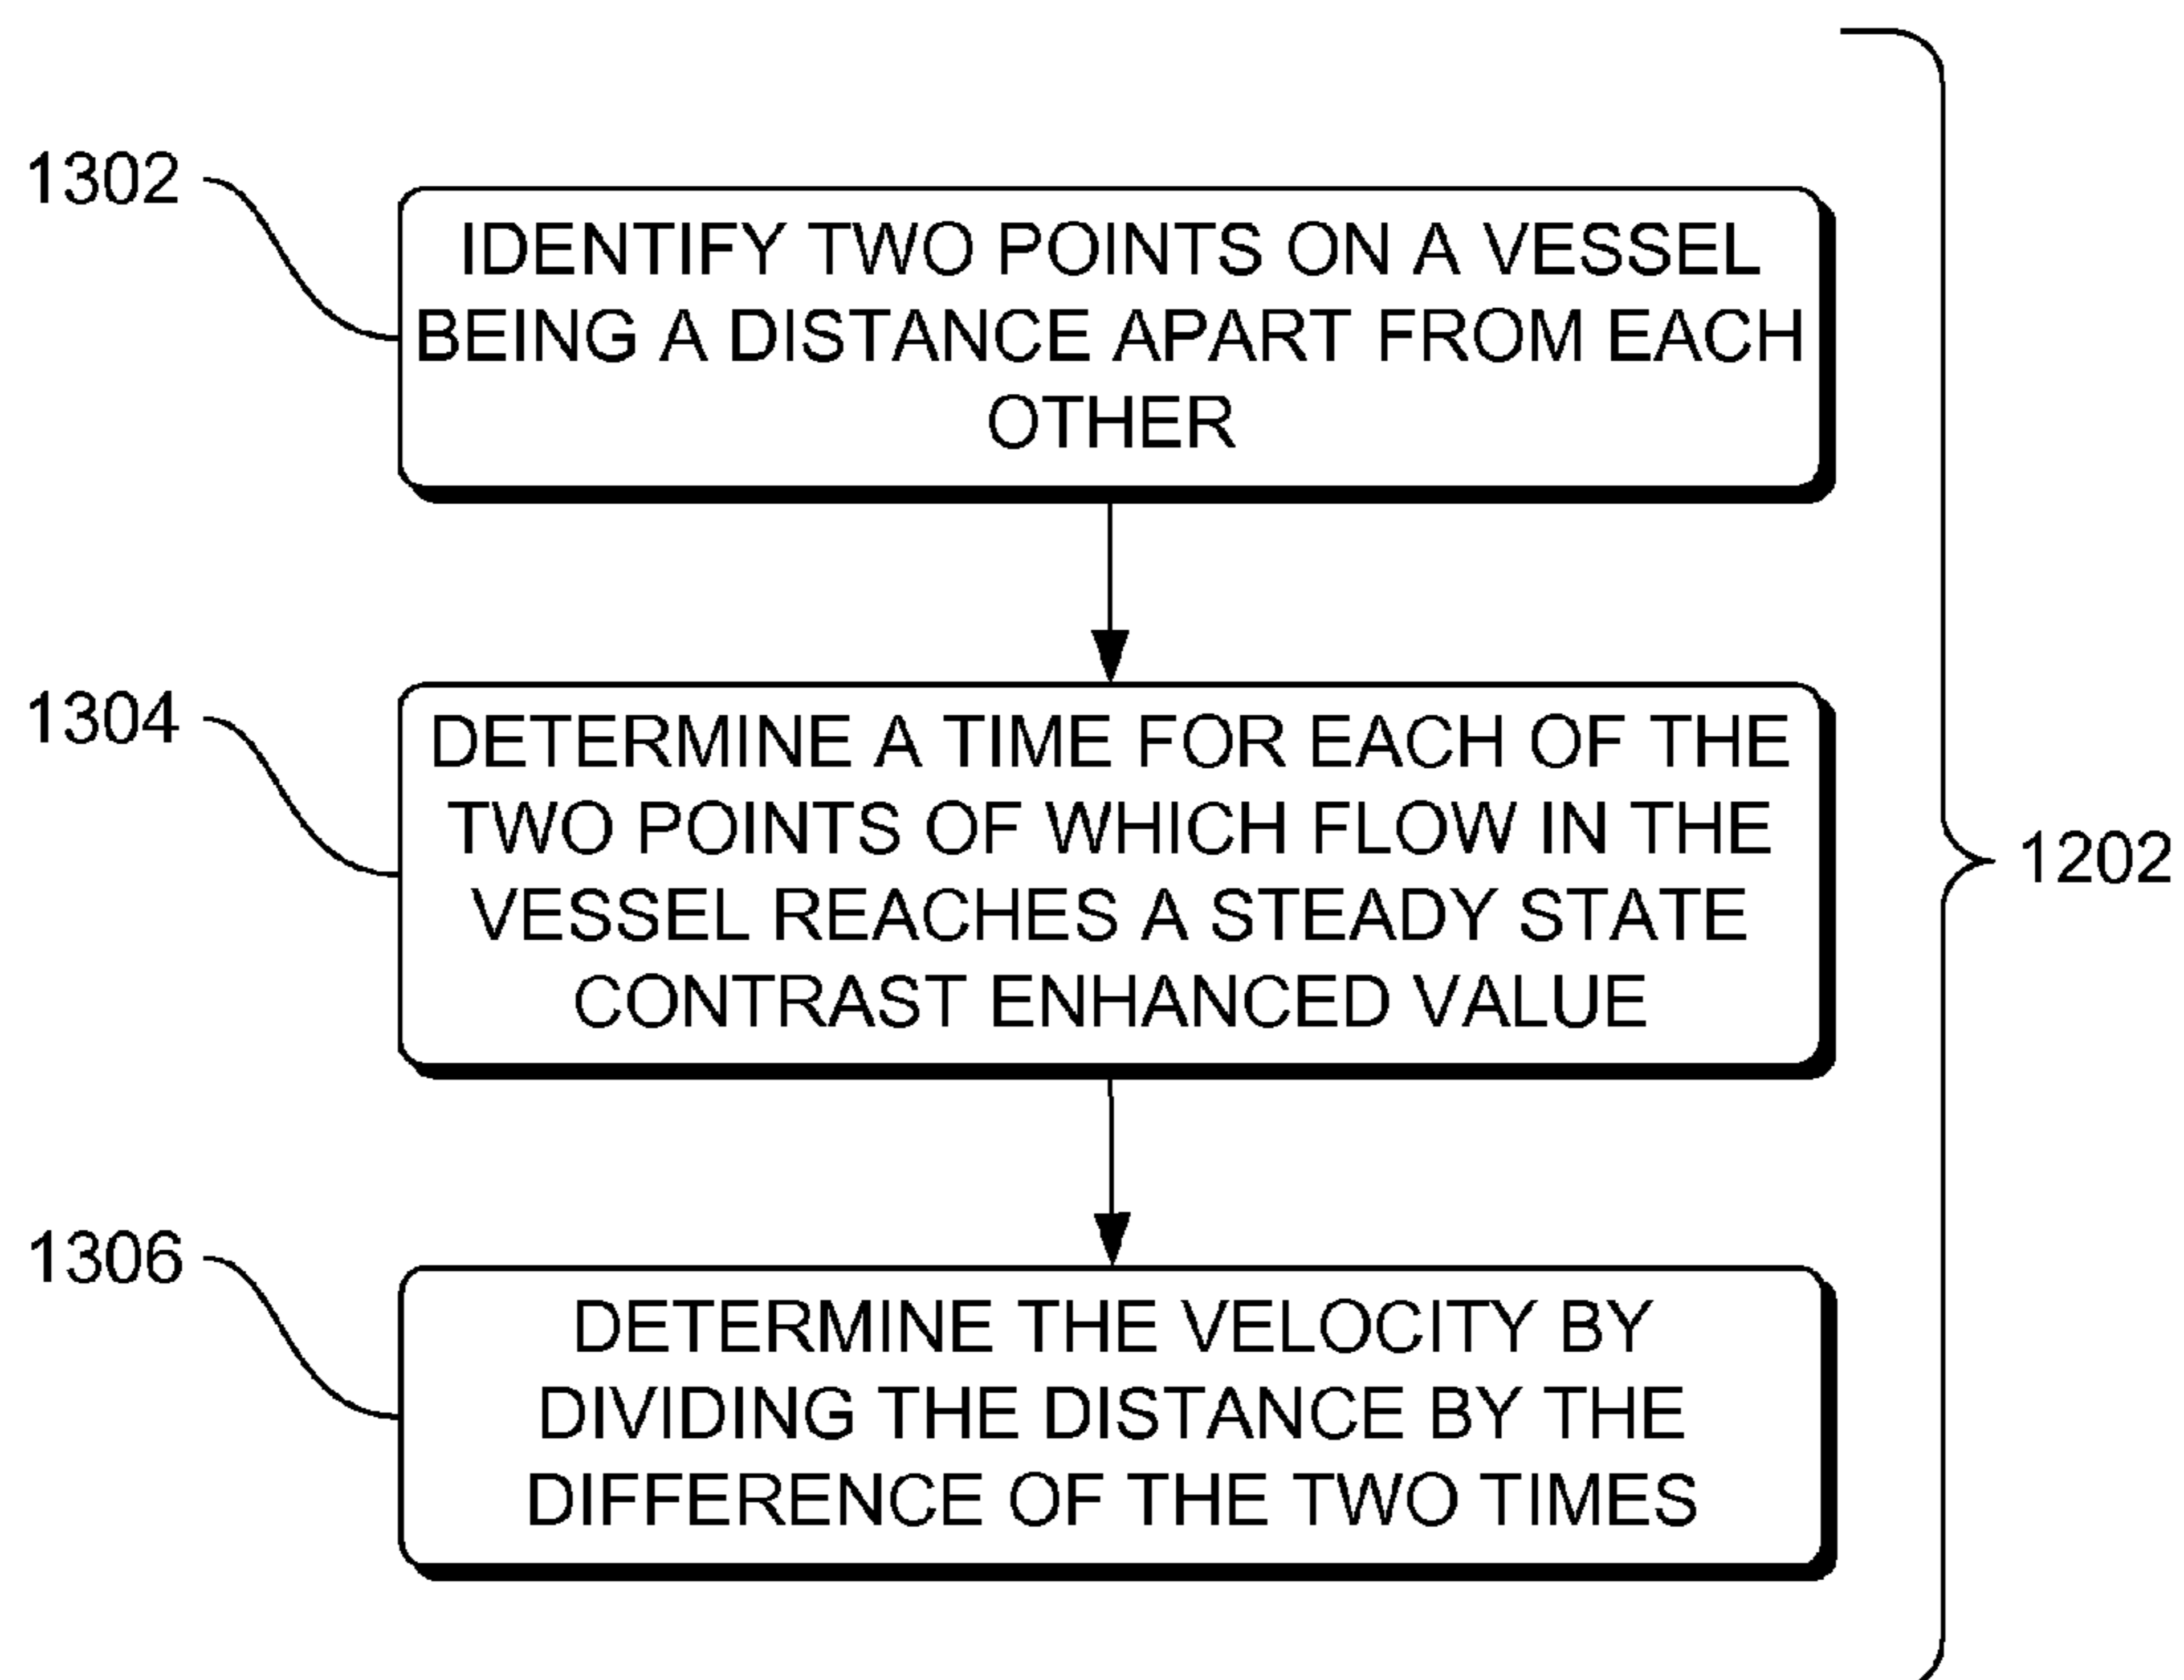 1302
IDENTIFY TWO POINTS ON A VESSEL
BEING A DISTANCE APART FROM EACH
OTHER
1304
DETERMINE A TIME FOR EACH OF THE
TWO POINTS OF WHICH FLOW IN THE
VESSEL REACHES A STEADY STATE
CONTRAST ENHANCED VALUE
1202
1306
DETERMINE THE VELOCITY BY
DIVIDING THE DISTANCE BY THE
DIFFERENCE OF THE TWO TIMES